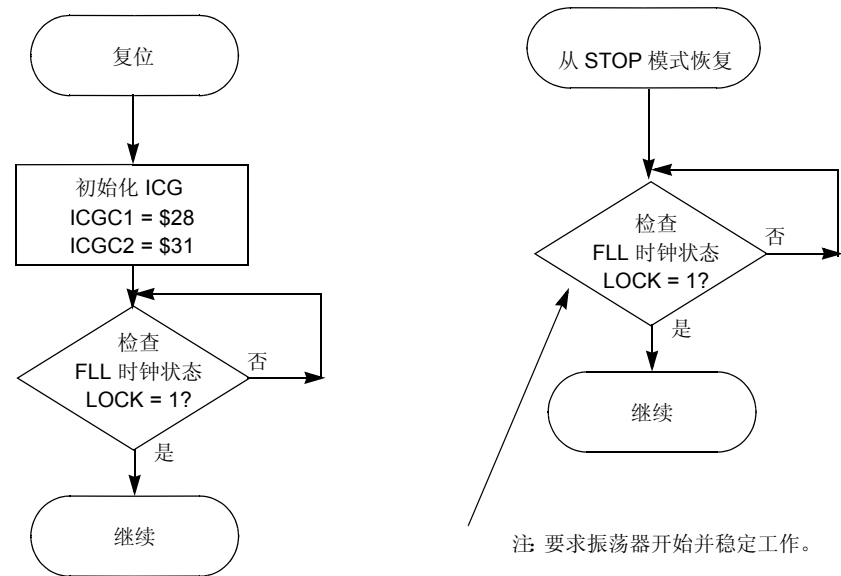 复位
初始化 ICG
ICGC1 = $28
ICGC2 = $31
检查
FLL 时钟状态
LOCK = 1?
否
是
继续
从 STOP 模式恢复
检查
FLL 时钟状态
LOCK = 1?
否
是
继续
注: 要求振荡器开始并稳定工作。